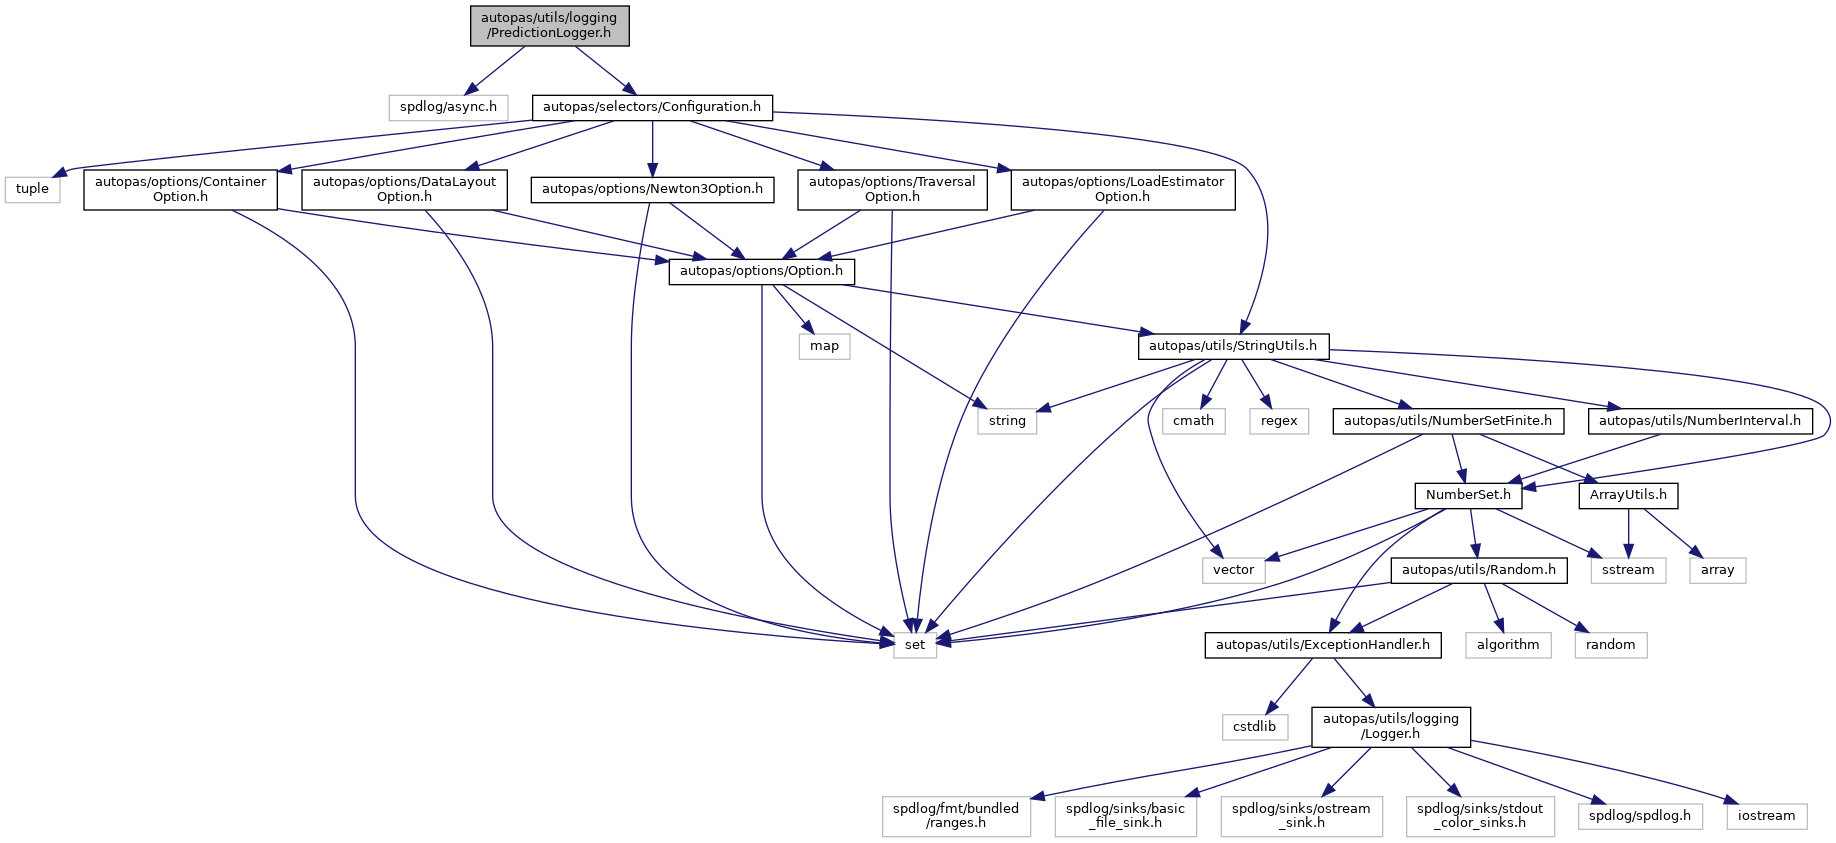 autopas/utils/logging
/PredictionLogger.h
spdlog/async.h
autopas/selectors/Configuration.h
tuple
autopas/options/Container
Option.h
autopas/options/DataLayout
Option.h
autopas/options/Newton3Option.h
autopas/options/Traversal
Option.h
autopas/options/LoadEstimator
Option.h
autopas/options/Option.h
map
autopas/utils/StringUtils.h
string
cmath
regex
autopas/utils/NumberSetFinite.h
autopas/utils/NumberInterval.h
NumberSet.h
ArrayUtils.h
vector
autopas/utils/Random.h
sstream
array
set
autopas/utils/ExceptionHandler.h
algorithm
random
cstdlib
autopas/utils/logging
/Logger.h
spdlog/fmt/bundled
/ranges.h
spdlog/sinks/basic
_file_sink.h
spdlog/sinks/ostream
_sink.h
spdlog/sinks/stdout
_color_sinks.h
spdlog/spdlog.h
iostream